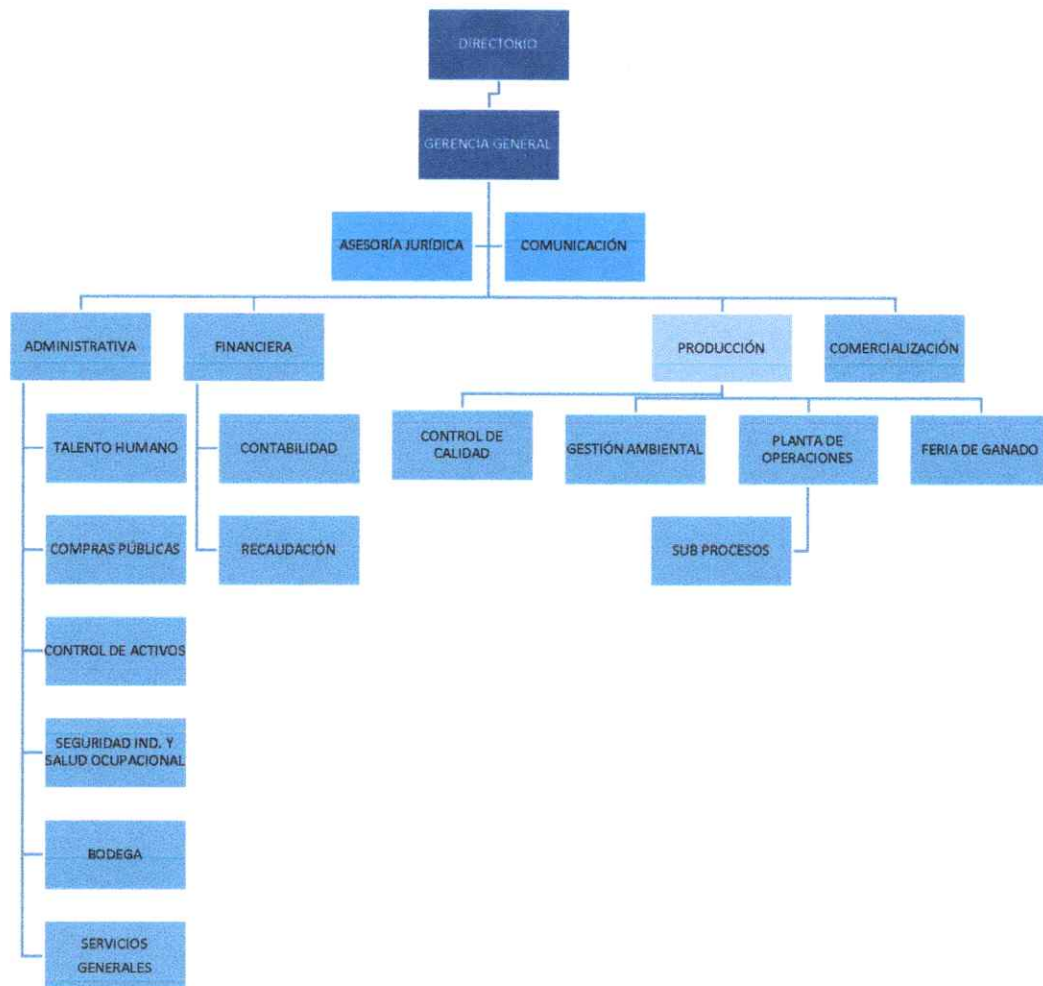 DIRECTORIO
GERENCIA GENERAL
ASESORÍA JURÍDICA
COMUNICACIÓN
ADMINISTRATIVA
FINANCIERA
PRODUCCIÓN
COMERCIALIZACIÓN
TALENTO HUMANO
CONTABILIDAD
CONTROL DE
CALIDAD
GESTIÓN AMBIENTAL
PLANTA DE
OPERACIONES
FERIA DE GANADO
COMPRAS PÚBLICAS
RECAUDACIÓN
SUB PROCESOS
CONTROL DE ACTIVOS
SEGURIDAD IND. Y
SALUD OCUPACIONAL
BODEGA
SERVICIOS
GENERALES